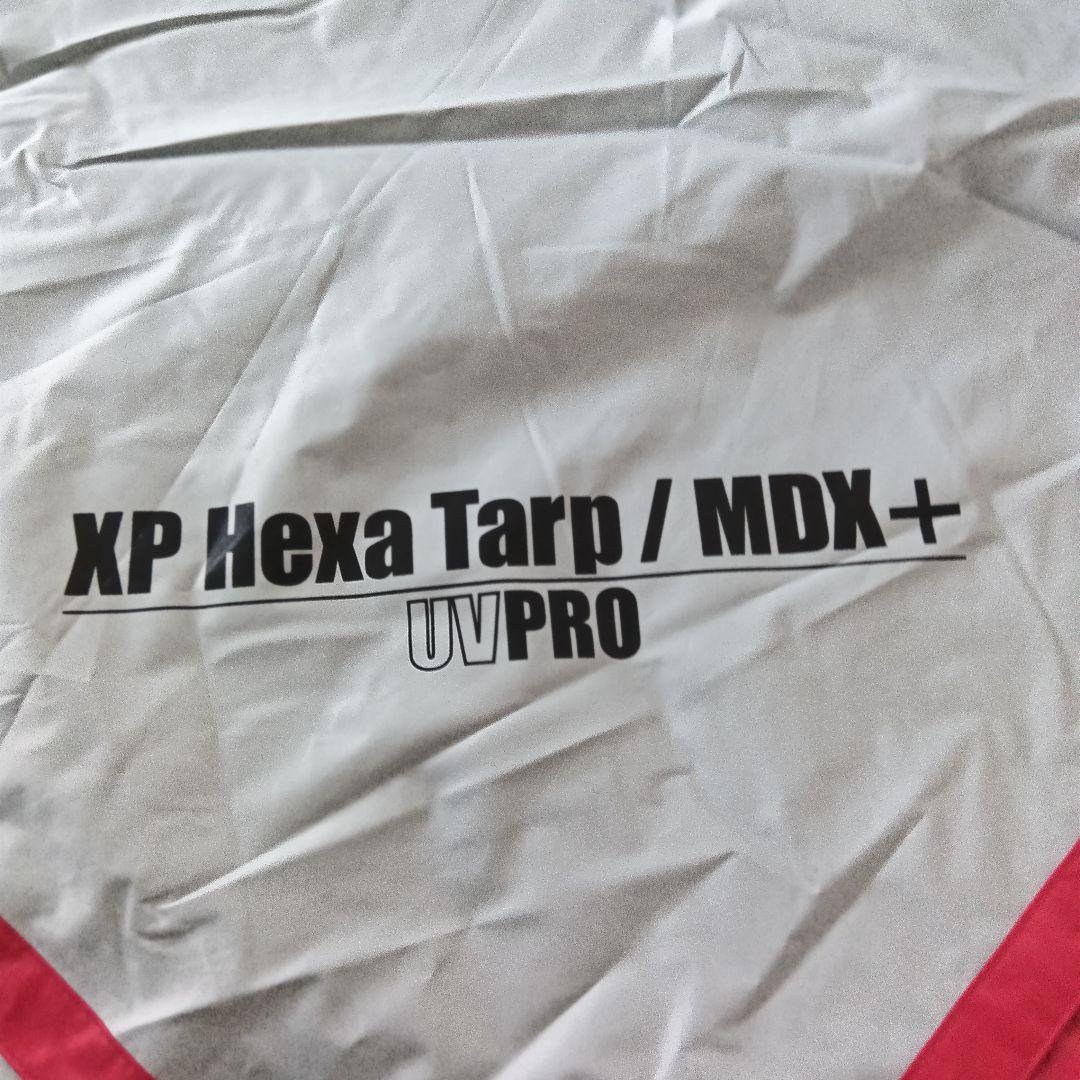 XP Hexa Tarp / MDX+
UVPRO